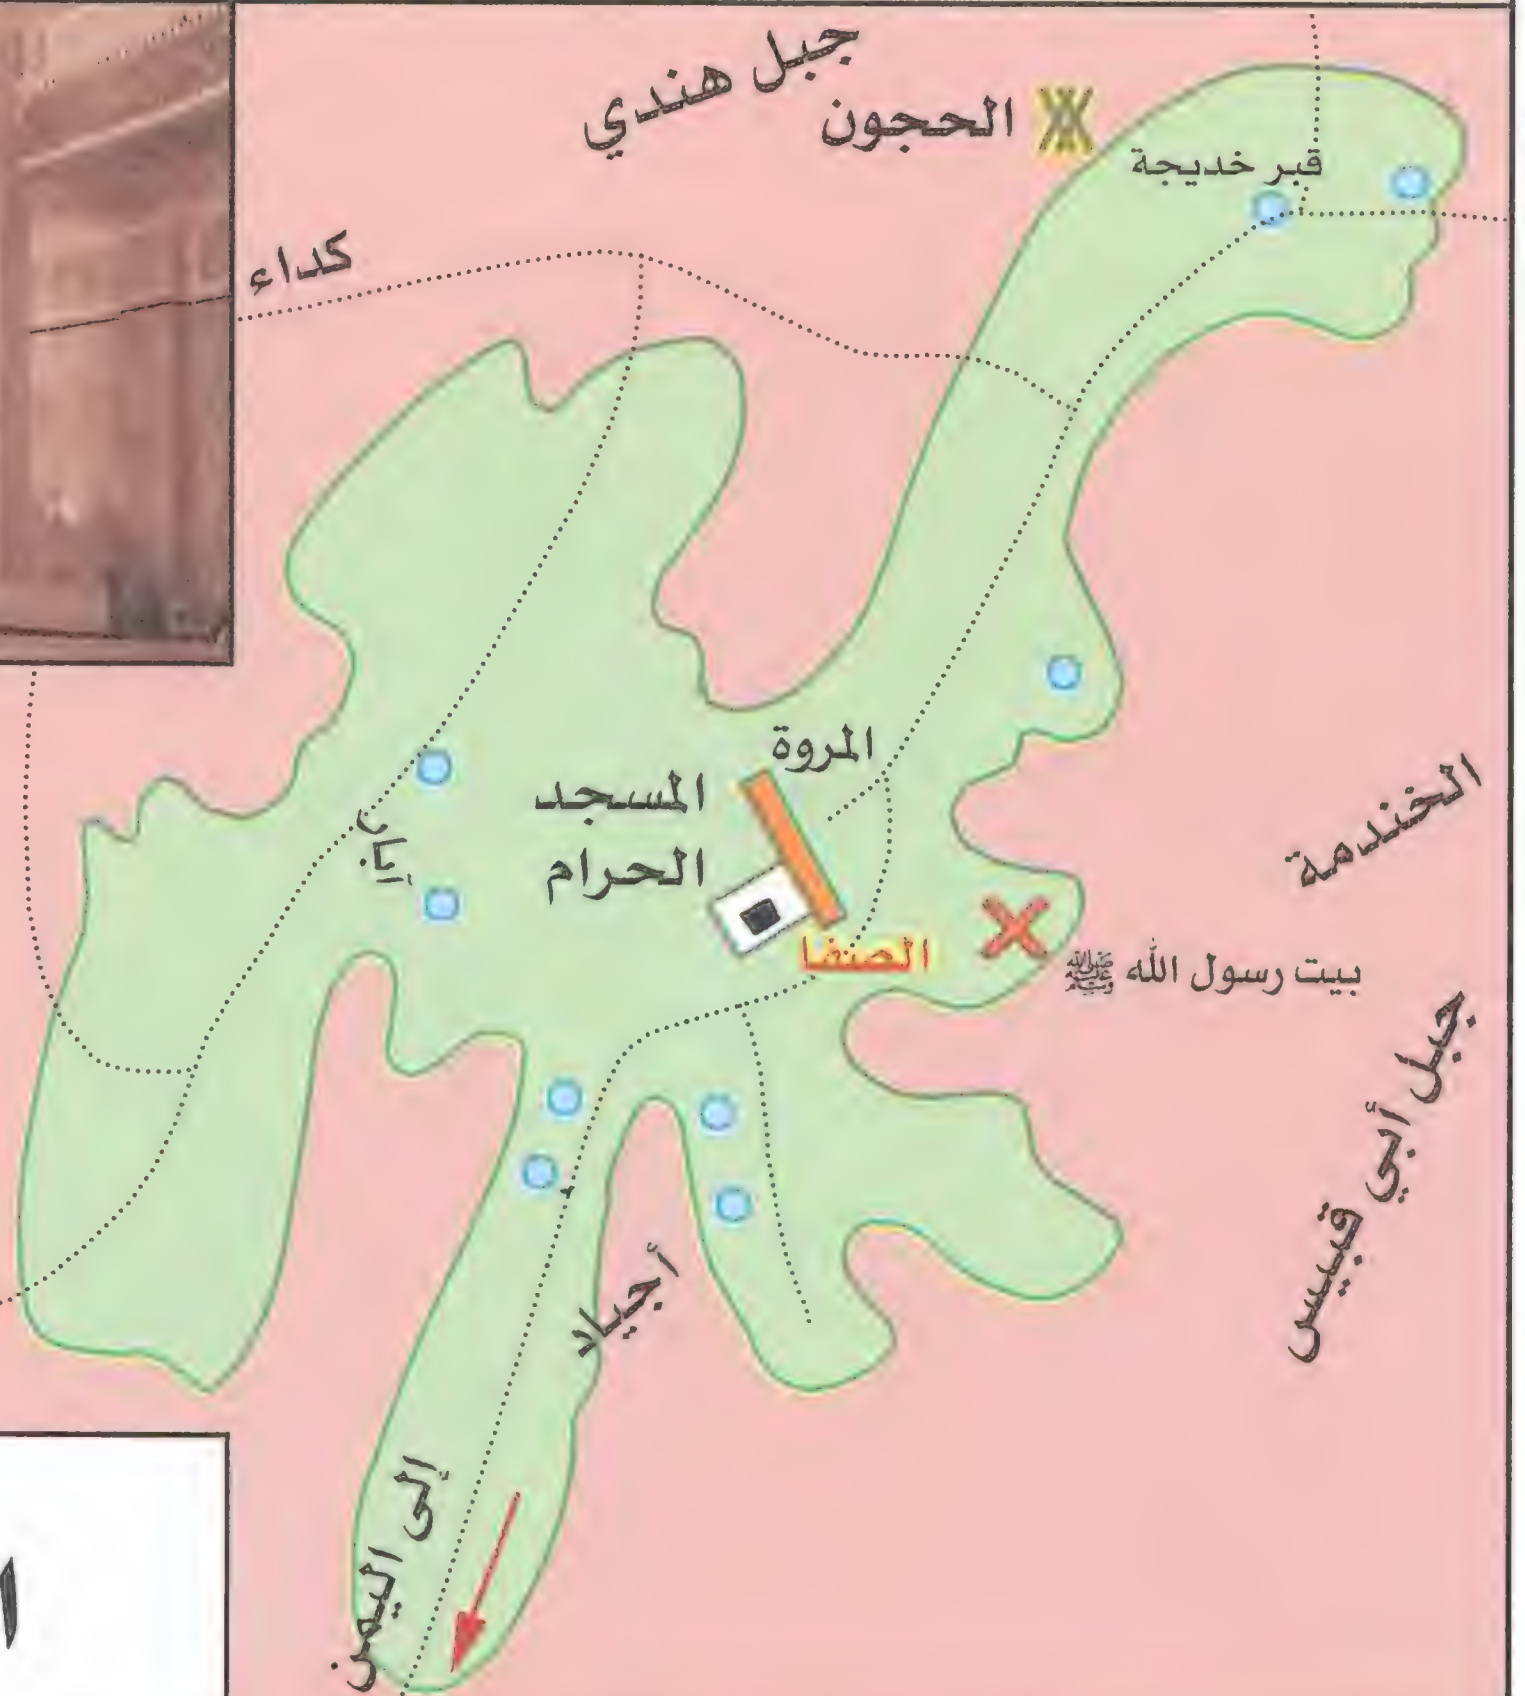 جبل هندي
الحجون
قبر خديجة
كداء
المروة
المسجد
الحرام
آبار
الصفا
الخندمة
بيت رسول الله ﷺ
جبل أبي قبيس
أجياد
إلى اليمن